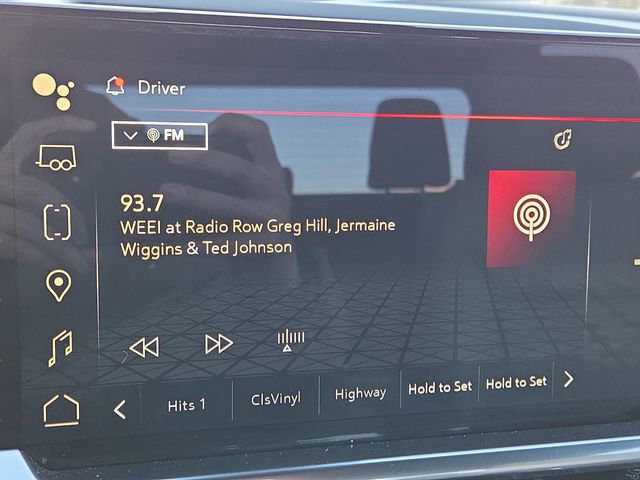 Driver
FM
93.7
WEEI at Radio Row Greg Hill, Jermaine
Wiggins & Ted Johnson
Hits 1 ClsVinyl Highway Hold to Set Hold to Set